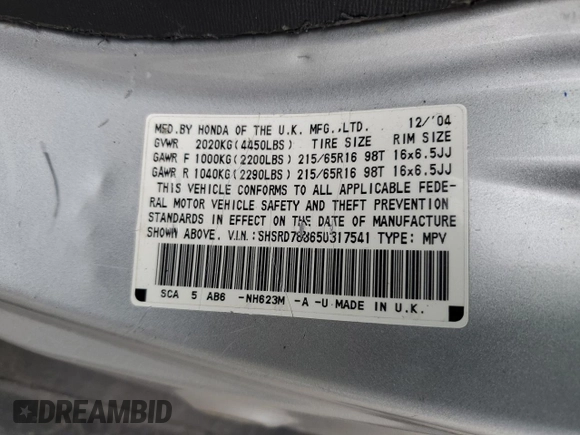 MFD.BY HONDA OF THE U.K. MFG.,LTD. 12/'04
GVWR 2020KG(4450LBS) TIRE SIZE RIM SIZE
GAWR F 1000KG(2200LBS) 215/65R16 98T 16x6.5JJ
GAWR R 1040KG(2290LBS) 215/65R16 98T 16x6.5JJ
THIS VEHICLE CONFORMS TO ALL APPLICABLE FEDE-
RAL MOTOR VEHICLE SAFETY AND THEFT PREVENTION
STANDARDS IN EFFECT ON THE DATE OF MANUFACTURE
SHOWN ABOVE. V.I.N.:SHSRD78865U317541 TYPE: MPV
SCA 5 AB6 -NH623M -A -U MADE IN U.K.
DREAMBID